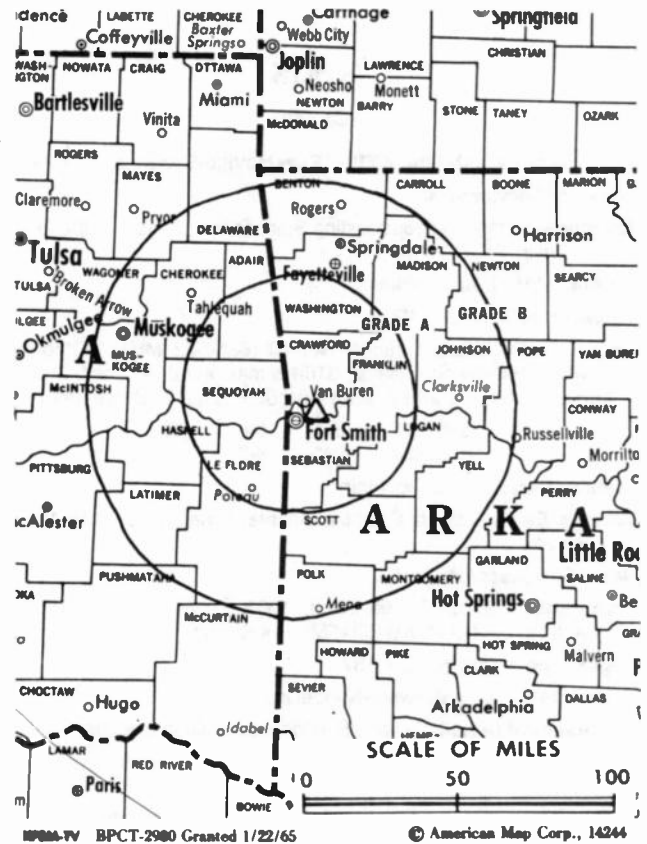 LABETTE
CHEROKEE
Carthage
Springfield
Coffeyville
Baxter
Springs
Webb City
Joplin
CHRISTIAN
NOWATA
CRAIG
OTTAWA
LAWRENCE
Neosho
Monett
Miami
NEWTON
BARRY
Bartlesville
STONE
TANEY
OZARK
Vinita
McDONALD
ROGERS
MAYES
BENTON
CARROLL
BOONE
MARION
Claremore
Pryor
Rogers
DELAWARE
Harrison
Springdale
Tulsa
ADAIR
Fayetteville
MADISON
NEWTON
WAGONER
CHEROKEE
SEARCY
TULSA
Broken Arrow
Tahlequah
WASHINGTON
GRADE A
GRADE B
Okmulgee
Muskogee
CRAWFORD
JOHNSON
POPE
A
MUS-
KOGEE
FRANKLIN
McINTOSH
SEQUOYAH
Van Buren
Clarksville
CONWAY
Fort Smith
LOGAN
HASKELL
Russellville
PITTSBURG
LE FLORE
SEBASTIAN
YELL
LATIMER
Poteau
PERRY
SCOTT
A R K A
Little Roc
GARLAND
PUSHMATAHA
POLK
MONTGOMERY
SALINE
Hot Springs
McCURTAIN
Mena
HOT SPRING
Malvern
HOWARD
PIKE
CLARK
CHOCTAW
SEVIER
DALLAS
Hugo
Arkadelphia
Idabel
LAMAR
SCALE OF MILES
RED RIVER
Paris
0 50 100
BOWIE
BPCT-2980 Granted 1/22/65
© American Map Corp., 14244